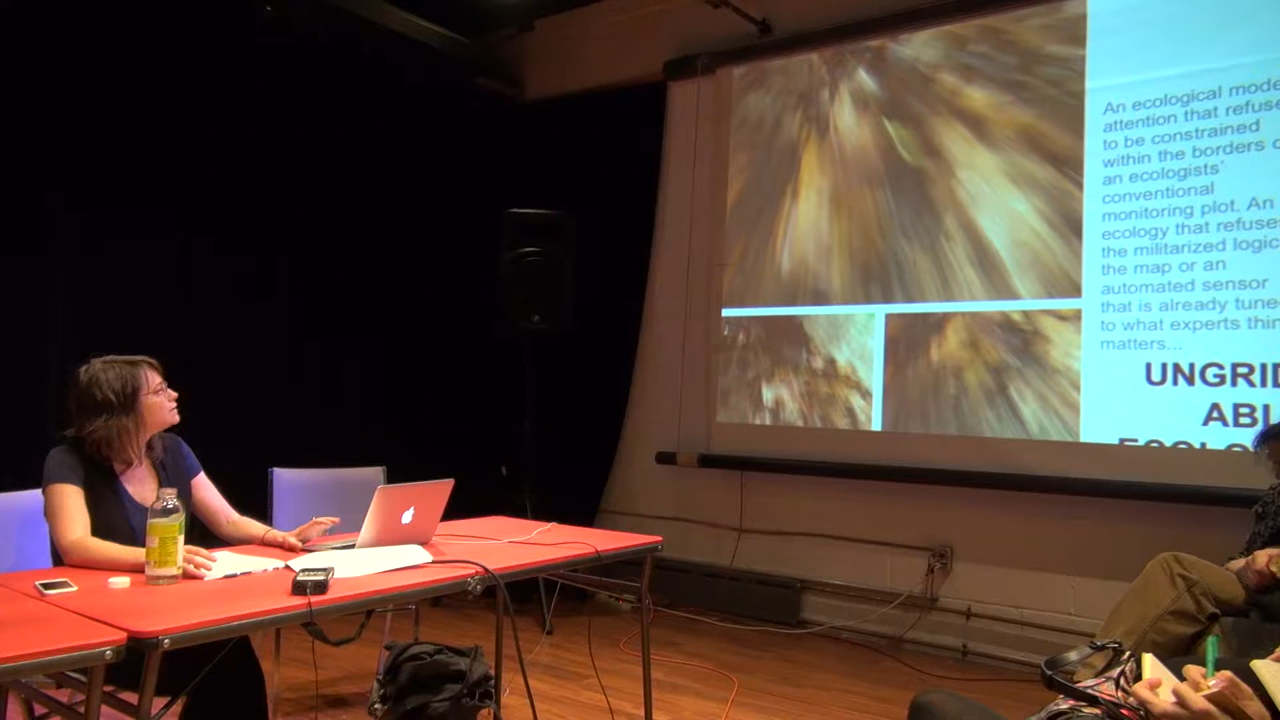 An ecological mode
attention that refuse
to be constrained
within the borders o
an ecologists'
conventional
monitoring plot. An
ecology that refuse
the militarized logic
the map or an
automated sensor
that is already tune
to what experts thin
matters...
UNGRID
ABL